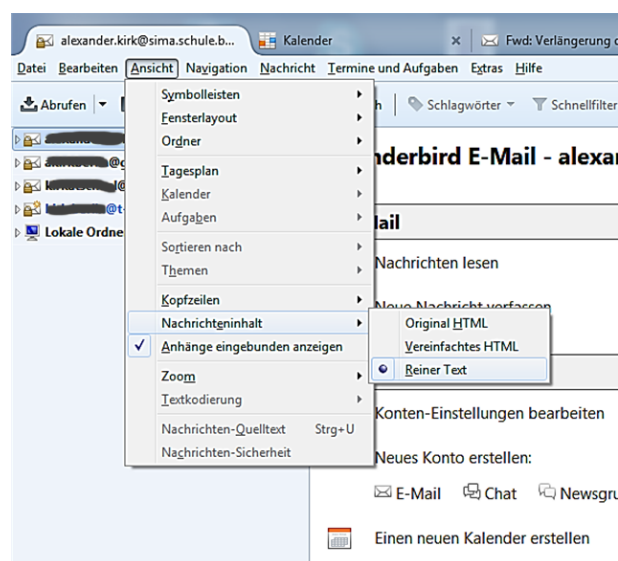 alexander.kirk@sima.schule.b... Kalender × Fwd: Verlängerung
Datei Bearbeiten Ansicht Navigation Nachricht Termine und Aufgaben Extras Hilfe
Abrufen Schlagwörter Schnellfilter
Symbolleisten
Fensterlayout
Ordner
Tagesplan
Kalender
Aufgaben
Sortieren nach
Themen
Kopfzeilen
Nachrichteninhalt
Anhänge eingebunden anzeigen
Zoom
Textkodierung
Nachrichten-Quelltext Strg+U
Nachrichten-Sicherheit
Original HTML
Vereinfachtes HTML
Reiner Text
@g
@t-
Lokale Ordne
nderbird E-Mail - alexa
ail
Nachrichten lesen
Neue Nachricht verfassen
Konten-Einstellungen bearbeiten
Neues Konto erstellen:
E-Mail Chat Newsgru
Einen neuen Kalender erstellen